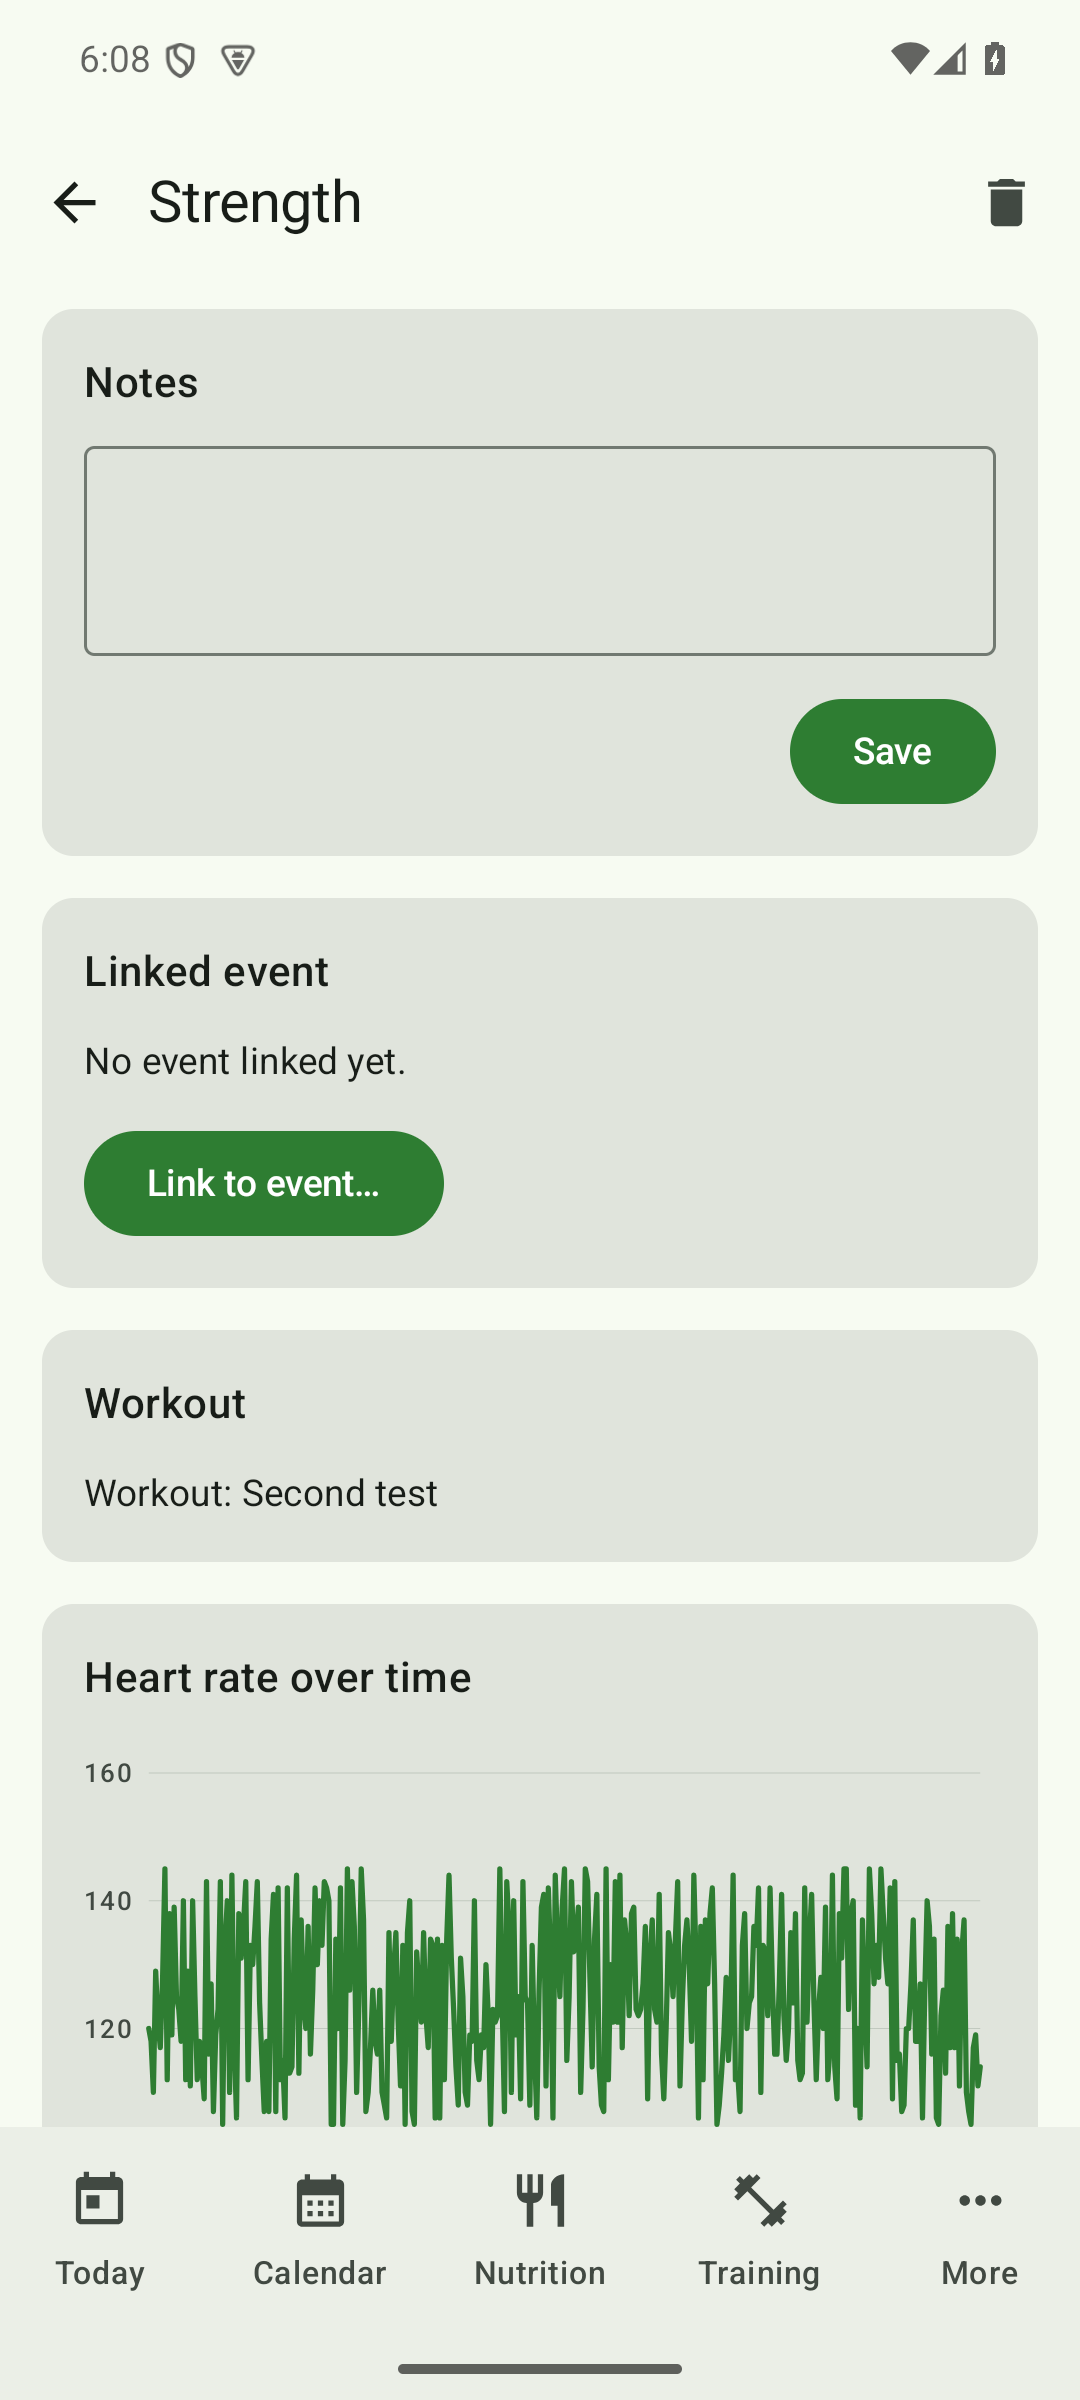 6:08
Strength
Notes
Save
Linked event
No event linked yet.
Link to event…
Workout
Workout: Second test
Heart rate over time
160
140
120
Today
Calendar
Nutrition
Training
More